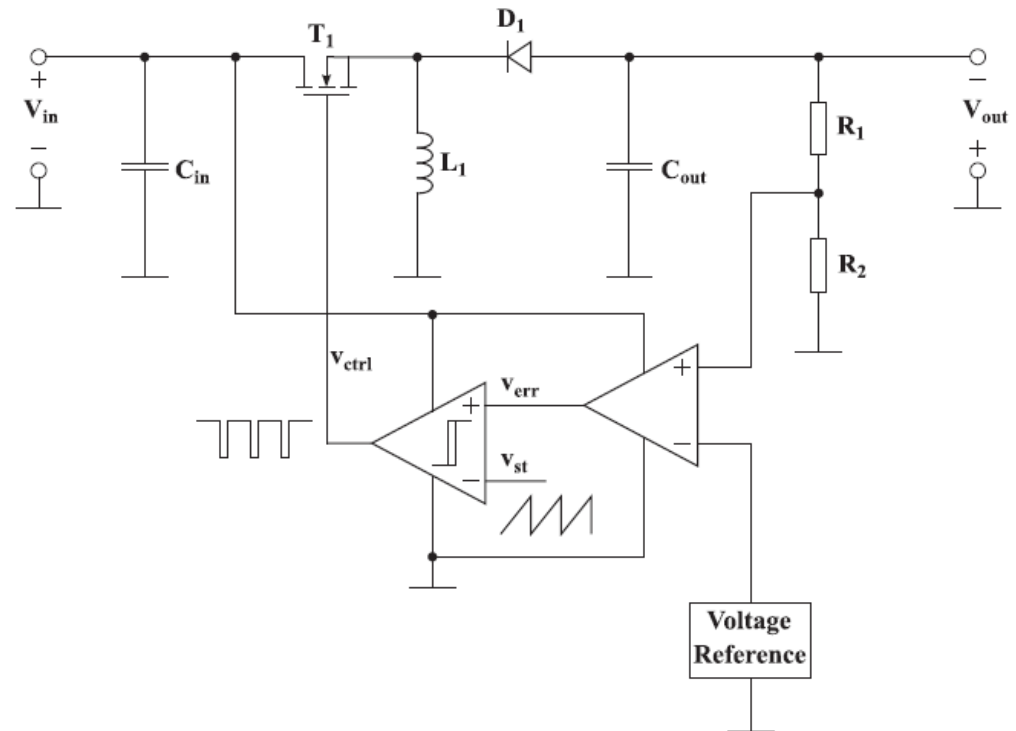 D1
T1
+
Vin
−
Cin
L1
Cout
R1
−
Vout
+
R2
vctrl
verr
+
vst
−
+
−
Voltage
Reference